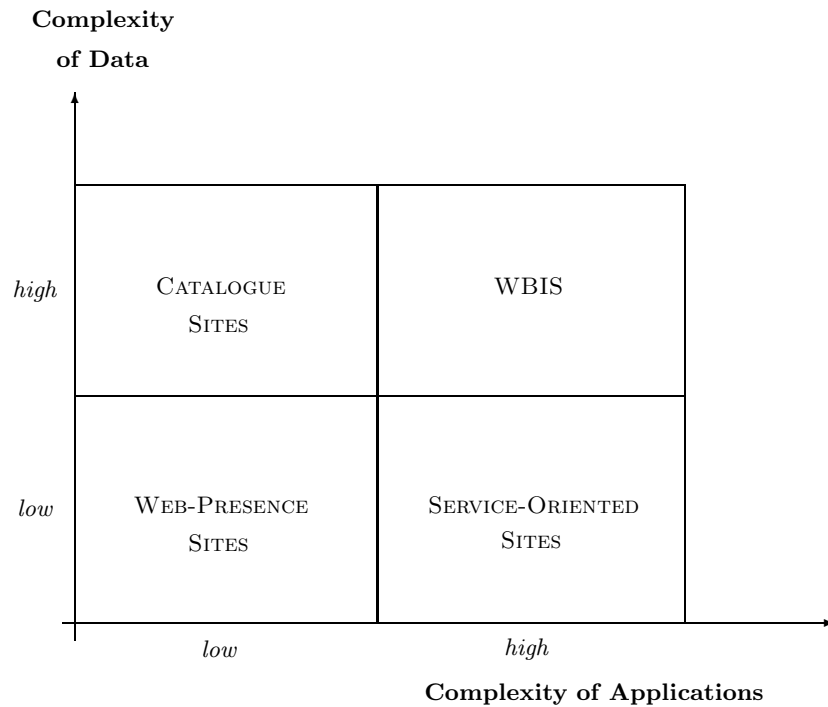 Complexity
of Data
high
Catalogue
Sites
WBIS
low
Web-Presence
Sites
Service-Oriented
Sites
low
high
Complexity of Applications